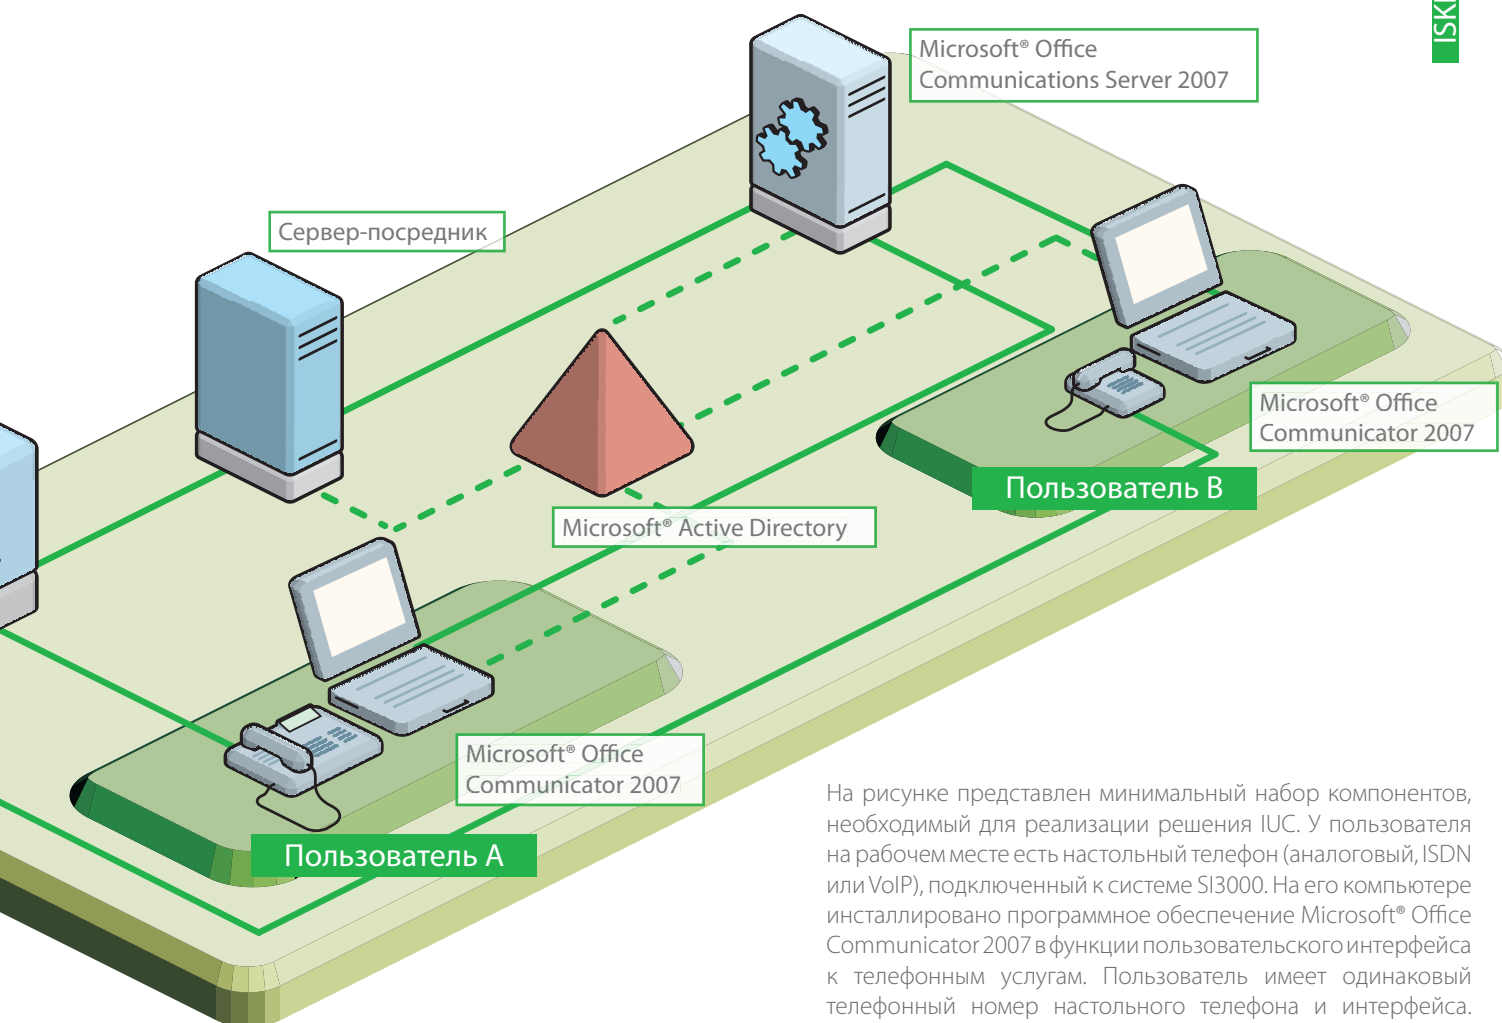 ISK
Microsoft® Office
Communications Server 2007
Сервер-посредник
Microsoft® Office
Communicator 2007
Пользователь B
Microsoft® Active Directory
Microsoft® Office
Communicator 2007
Пользователь A
На рисунке представлен минимальный набор компонентов,
необходимый для реализации решения IUC. У пользователя
на рабочем месте есть настольный телефон (аналоговый, ISDN
или VoIP), подключенный к системе SI3000. На его компьютере
инсталлировано программное обеспечение Microsoft® Office
Communicator 2007 в функции пользовательского интерфейса
к телефонным услугам. Пользователь имеет одинаковый
телефонный номер настольного телефона и интерфейса.